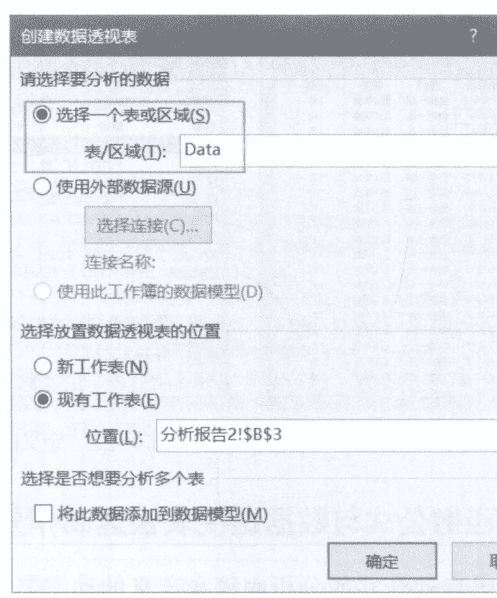 创建数据透视表 ?
请选择要分析的数据
选择一个表或区域(S)
表/区域(T): Data
使用外部数据源(U)
选择连接(C)...
连接名称:
使用此工作簿的数据模型(D)
选择放置数据透视表的位置
新工作表(N)
现有工作表(E)
位置(L): 分析报告2!$B$3
选择是否想要分析多个表
将此数据添加到数据模型(M)
确定